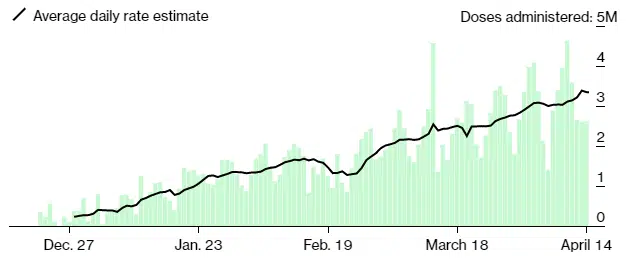 Average daily rate estimate
Doses administered: 5M
4
3
2
1
0
Dec. 27
Jan. 23
Feb. 19
March 18
April 14